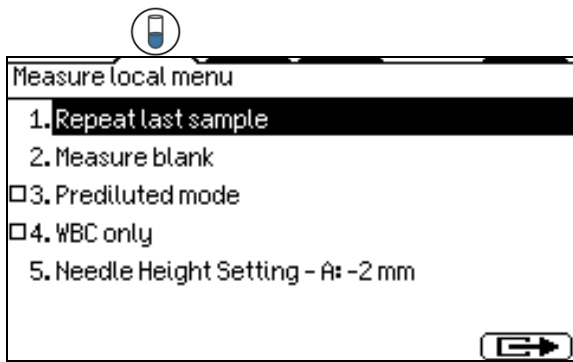 Measure local menu
1. Repeat last sample
2. Measure blank
3. Prediluted mode
4. WBC only
5. Needle Height Setting - A: -2 mm